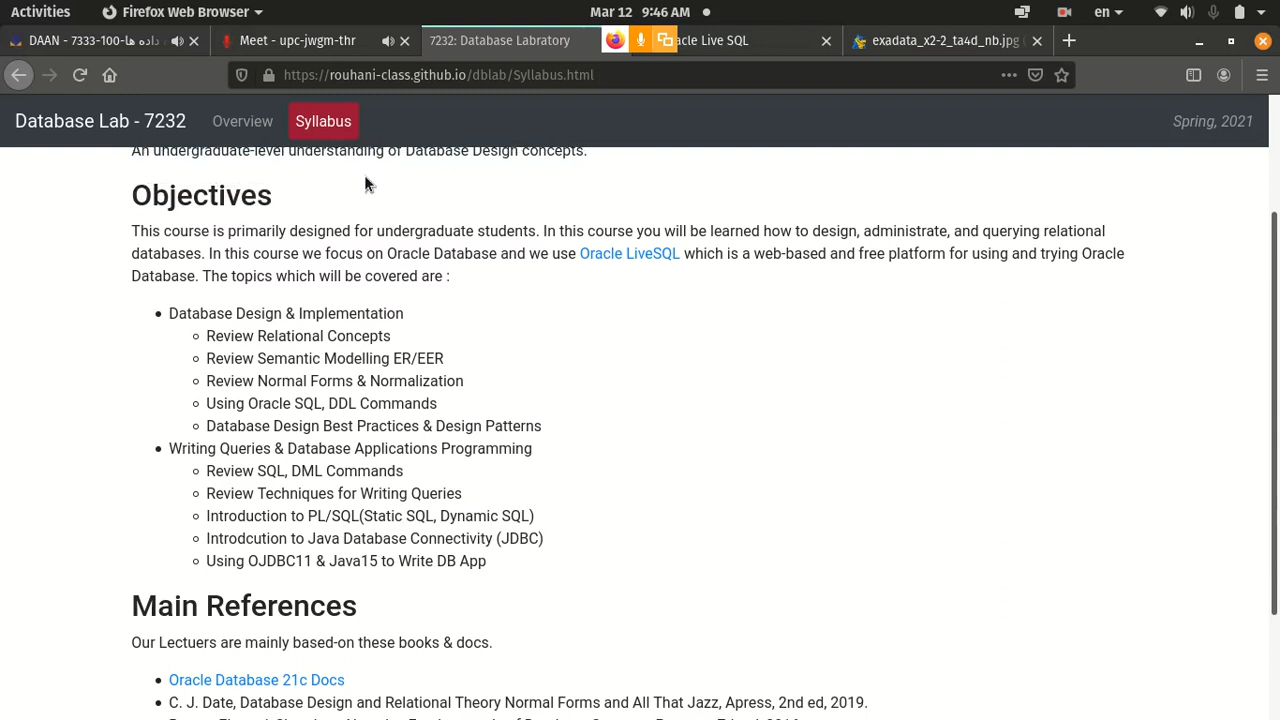 Activities
Firefox Web Browser
Mar 12 9:46 AM
en
DAAN - 7333-100-داده ها
Meet - upc-jwgm-thr
7232: Database Labratory
acle Live SQL
exadata_x2-2_ta4d_nb.jpg (
https://rouhani-class.github.io/dblab/Syllabus.html
Database Lab - 7232
Overview
Syllabus
Spring, 2021
An undergraduate-level understanding of Database Design concepts.
Objectives
This course is primarily designed for undergraduate students. In this course you will be learned how to design, administrate, and querying relational
databases. In this course we focus on Oracle Database and we use Oracle LiveSQL which is a web-based and free platform for using and trying Oracle
Database. The topics which will be covered are :
Database Design & Implementation
Review Relational Concepts
Review Semantic Modelling ER/EER
Review Normal Forms & Normalization
Using Oracle SQL, DDL Commands
Database Design Best Practices & Design Patterns
Writing Queries & Database Applications Programming
Review SQL, DML Commands
Review Techniques for Writing Queries
Introduction to PL/SQL(Static SQL, Dynamic SQL)
Introdcution to Java Database Connectivity (JDBC)
Using OJDBC11 & Java15 to Write DB App
Main References
Our Lectuers are mainly based-on these books & docs.
Oracle Database 21c Docs
C. J. Date, Database Design and Relational Theory Normal Forms and All That Jazz, Apress, 2nd ed, 2019.